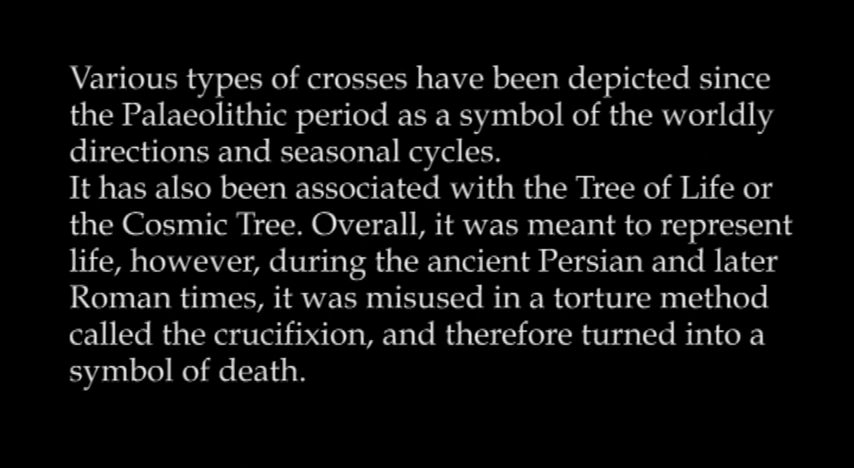 Various types of crosses have been depicted since
the Palaeolithic period as a symbol of the worldly
directions and seasonal cycles.
It has also been associated with the Tree of Life or
the Cosmic Tree. Overall, it was meant to represent
life, however, during the ancient Persian and later
Roman times, it was misused in a torture method
called the crucifixion, and therefore turned into a
symbol of death.